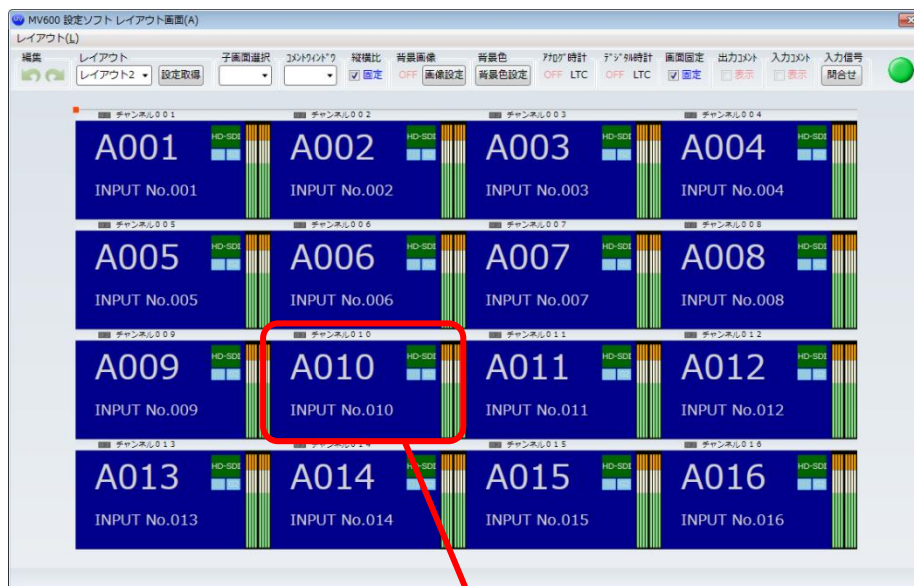 MV600 設定ソフト レイアウト画面(A)
レイアウト(L)
編集 レイアウト 子画面選択 ｺﾒﾝﾄｳｨﾝﾄﾞｳ 縦横比 背景画像 背景色 ｱﾅﾛｸﾞ時計 ﾃﾞｼﾞﾀﾙ時計 画面固定 出力ｺﾒﾝﾄ 入力ｺﾒﾝﾄ 入力信号
レイアウト2 設定取得 固定 OFF 画像設定 背景色設定 OFF LTC OFF LTC 固定 表示 表示 問合せ
チャンネル001 チャンネル002 チャンネル003 チャンネル004
HD-SDI HD-SDI HD-SDI HD-SDI
A001 A002 A003 A004
INPUT No.001 INPUT No.002 INPUT No.003 INPUT No.004
チャンネル005 チャンネル006 チャンネル007 チャンネル008
HD-SDI HD-SDI HD-SDI HD-SDI
A005 A006 A007 A008
INPUT No.005 INPUT No.006 INPUT No.007 INPUT No.008
チャンネル009 チャンネル010 チャンネル011 チャンネル012
HD-SDI HD-SDI HD-SDI HD-SDI
A009 A010 A011 A012
INPUT No.009 INPUT No.010 INPUT No.011 INPUT No.012
チャンネル013 チャンネル014 チャンネル015 チャンネル016
HD-SDI HD-SDI HD-SDI HD-SDI
A013 A014 A015 A016
INPUT No.013 INPUT No.014 INPUT No.015 INPUT No.016